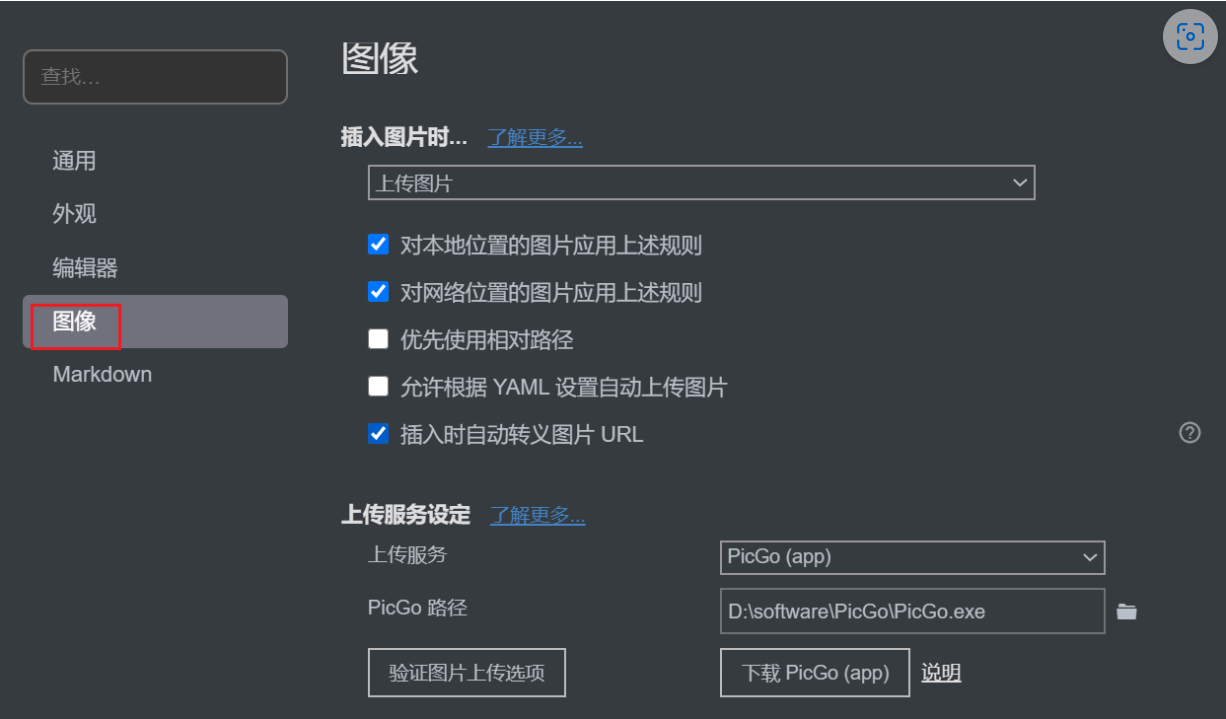 查找...
通用
外观
编辑器
图像
Markdown
图像
插入图片时... 了解更多...
上传图片
对本地位置的图片应用上述规则
对网络位置的图片应用上述规则
优先使用相对路径
允许根据 YAML 设置自动上传图片
插入时自动转义图片 URL
上传服务设定 了解更多...
上传服务 PicGo (app)
PicGo 路径 D:\software\PicGo\PicGo.exe
验证图片上传选项 下载 PicGo (app) 说明